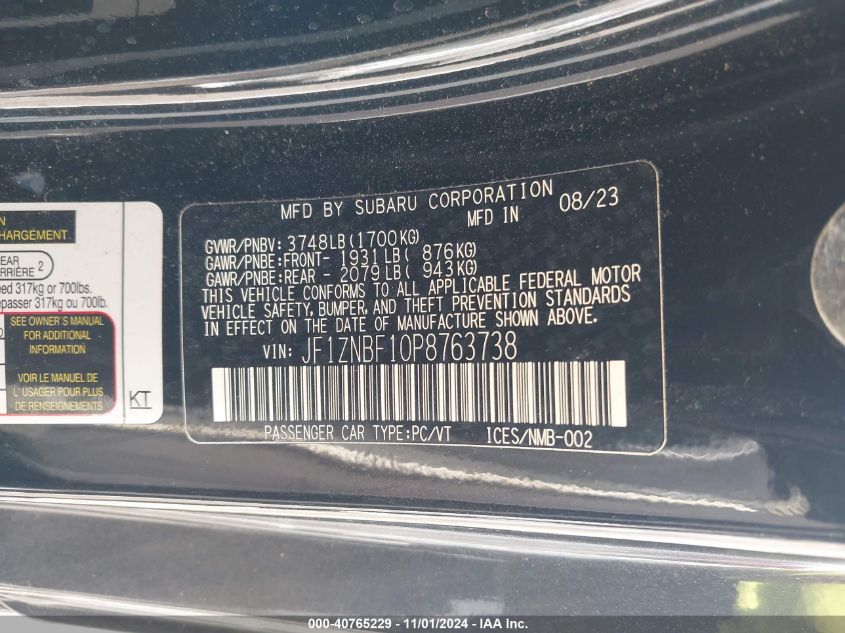 MFD BY SUBARU CORPORATION
MFD IN 08/23
GVWR/PNBV: 3748LB(1700KG)
GAWR/PNBE:FRONT- 1931LB( 876KG)
GAWR/PNBE:REAR - 2079LB( 943KG)
THIS VEHICLE CONFORMS TO ALL APPLICABLE FEDERAL MOTOR
VEHICLE SAFETY, BUMPER, AND THEFT PREVENTION STANDARDS
IN EFFECT ON THE DATE OF MANUFACTURE SHOWN ABOVE.
VIN: JF1ZNBF10P8763738
PASSENGER CAR TYPE:PC/VT ICES/NMB-002
EAR
RRIÈRE 2
eed 317kg or 700lbs.
épasser 317kg ou 700lb.
SEE OWNER'S MANUAL
FOR ADDITIONAL
INFORMATION
VOIR LE MANUEL DE
L' USAGER POUR PLUS
DE RENSEIGNEMENTS
KT
000-40765229 - 11/01/2024 - IAA Inc.